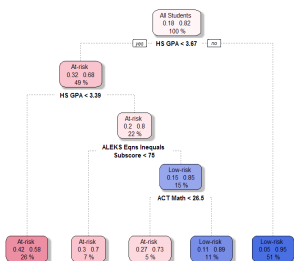 All Students
0.18 0.82
100 %
yes HS GPA < 3.67 no
At-risk
0.32 0.68
49 %
HS GPA < 3.39
At-risk
0.2 0.8
22 %
ALEKS Eqns Inequals
Subscore < 75
Low-risk
0.15 0.85
15 %
ACT Math < 26.5
At-risk At-risk At-risk Low-risk Low-risk
0.42 0.58 0.3 0.7 0.27 0.73 0.11 0.89 0.05 0.95
26 % 7 % 5 % 11 % 51 %